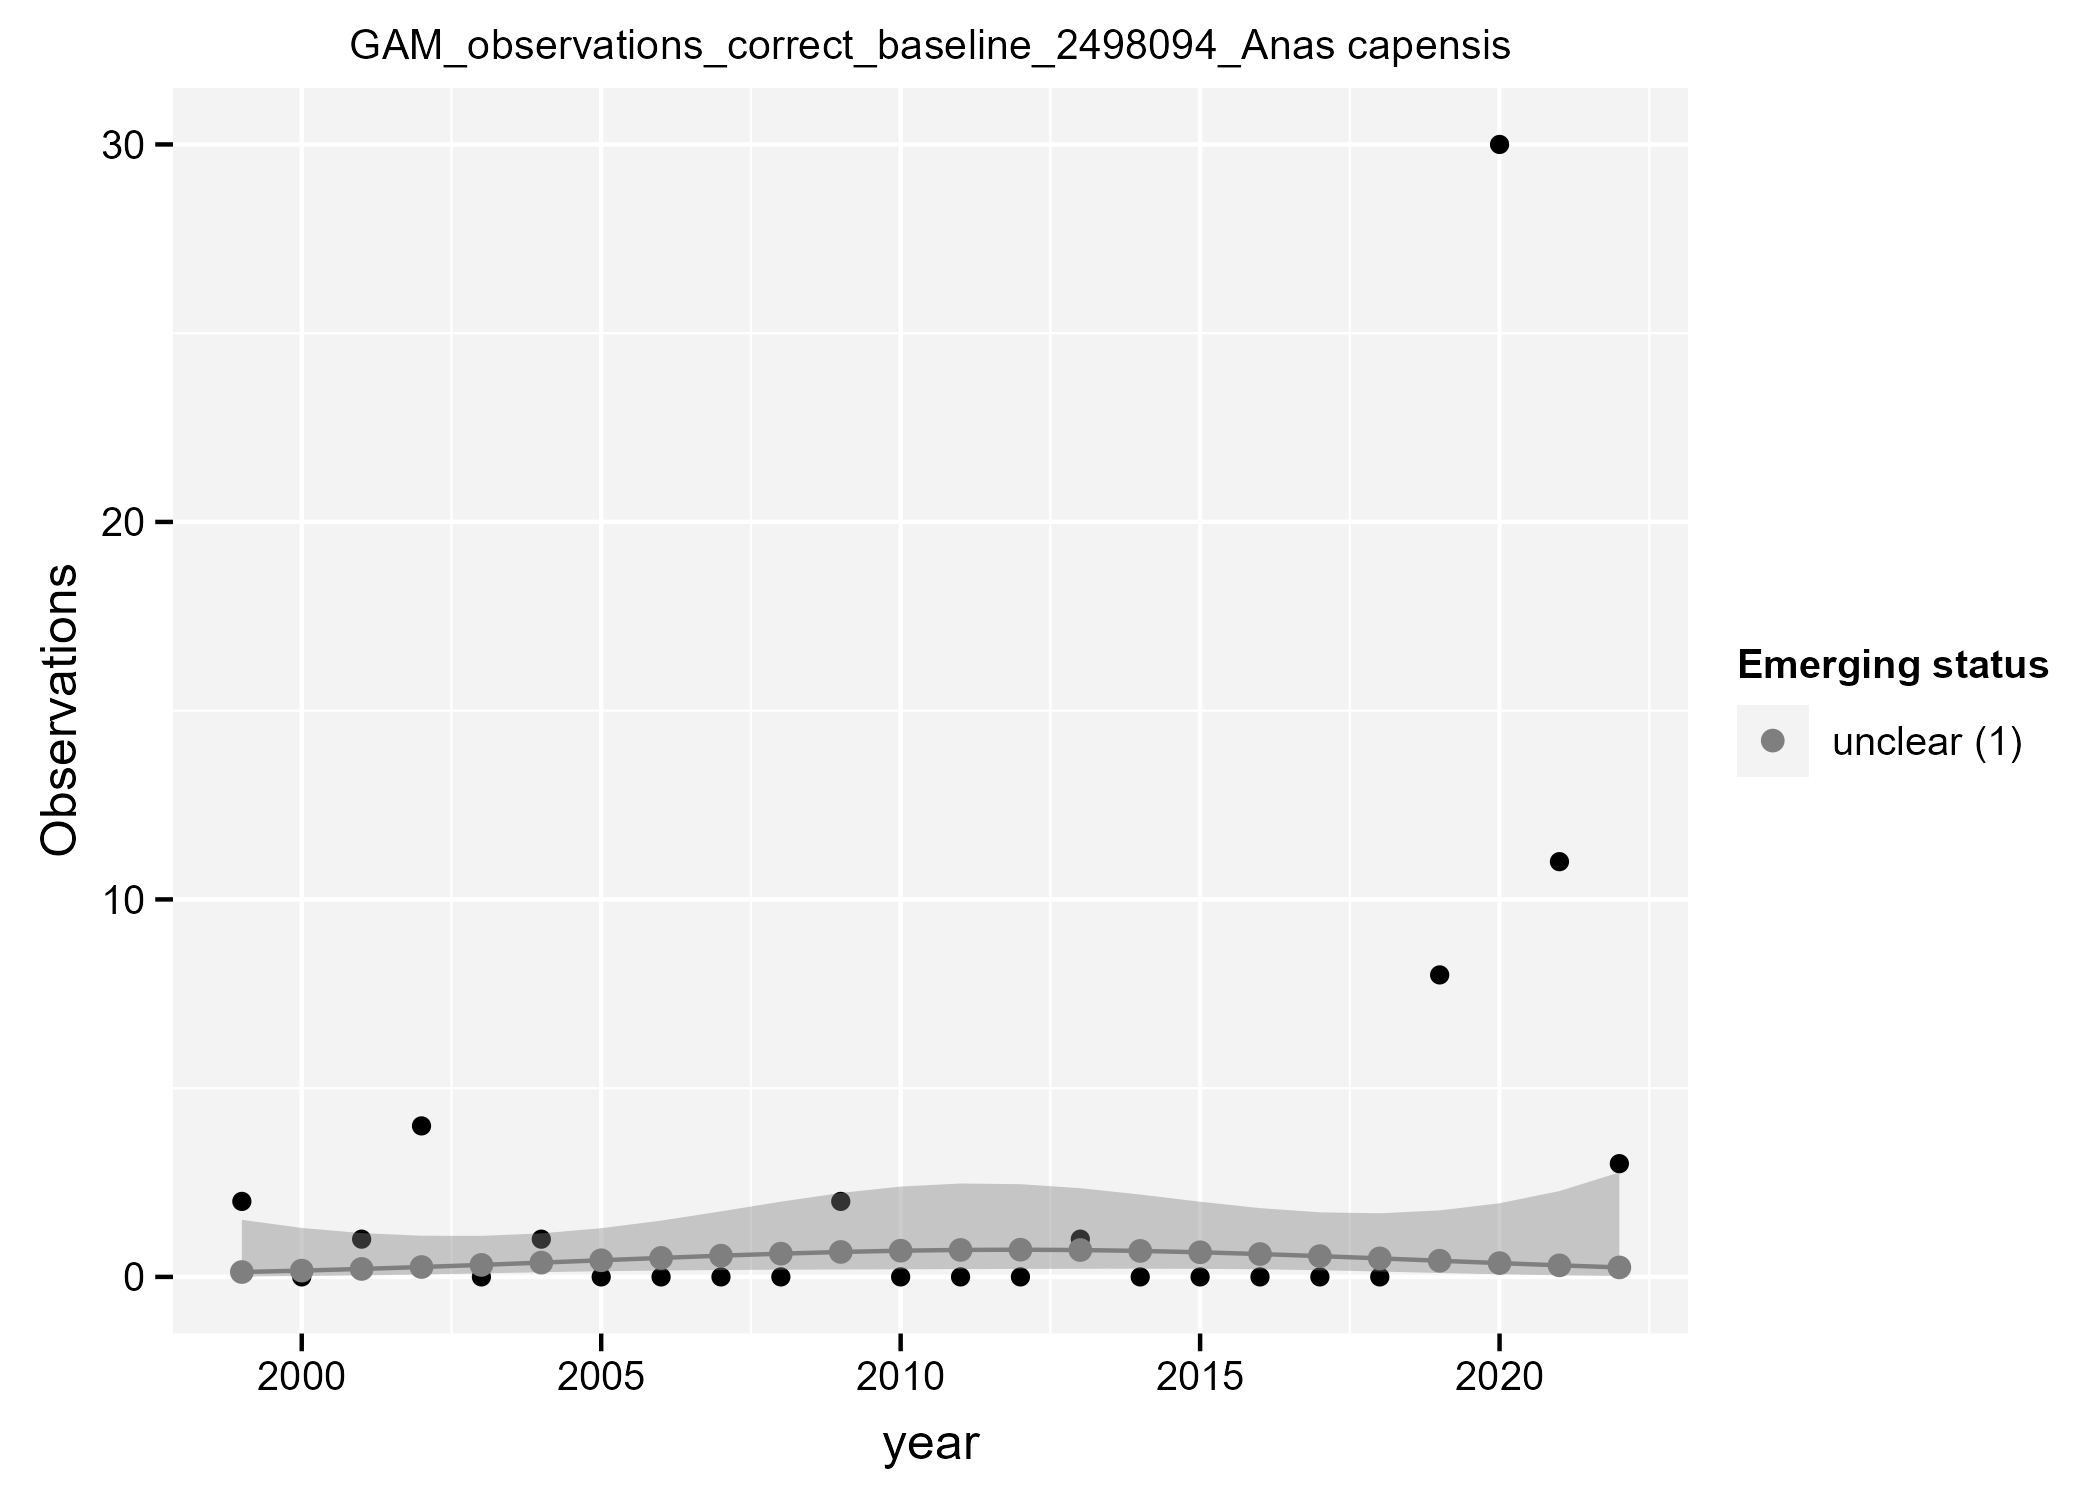 GAM_observations_correct_baseline_2498094_Anas capensis
30
20
10
0
Observations
2000 2005 2010 2015 2020
year
Emerging status
unclear (1)